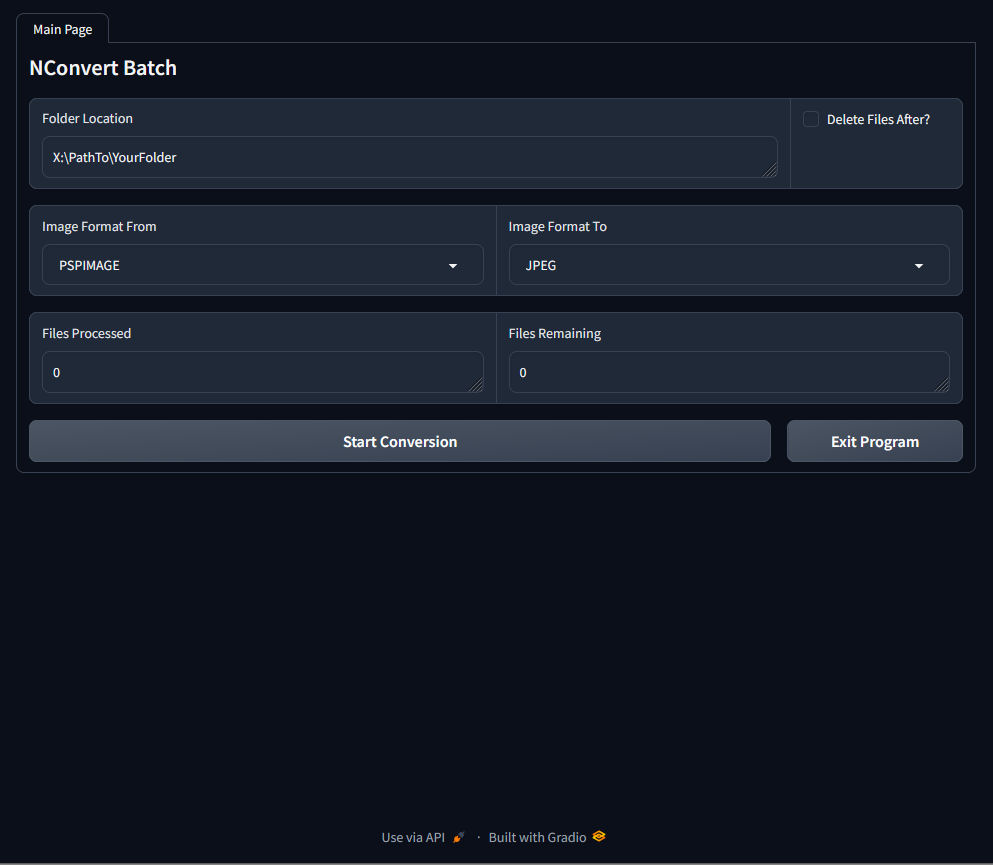 Main Page
NConvert Batch
Folder Location
Delete Files After?
X:\PathTo\YourFolder
Image Format From
Image Format To
PSPIMAGE
JPEG
Files Processed
Files Remaining
0
0
Start Conversion
Exit Program
Use via API · Built with Gradio